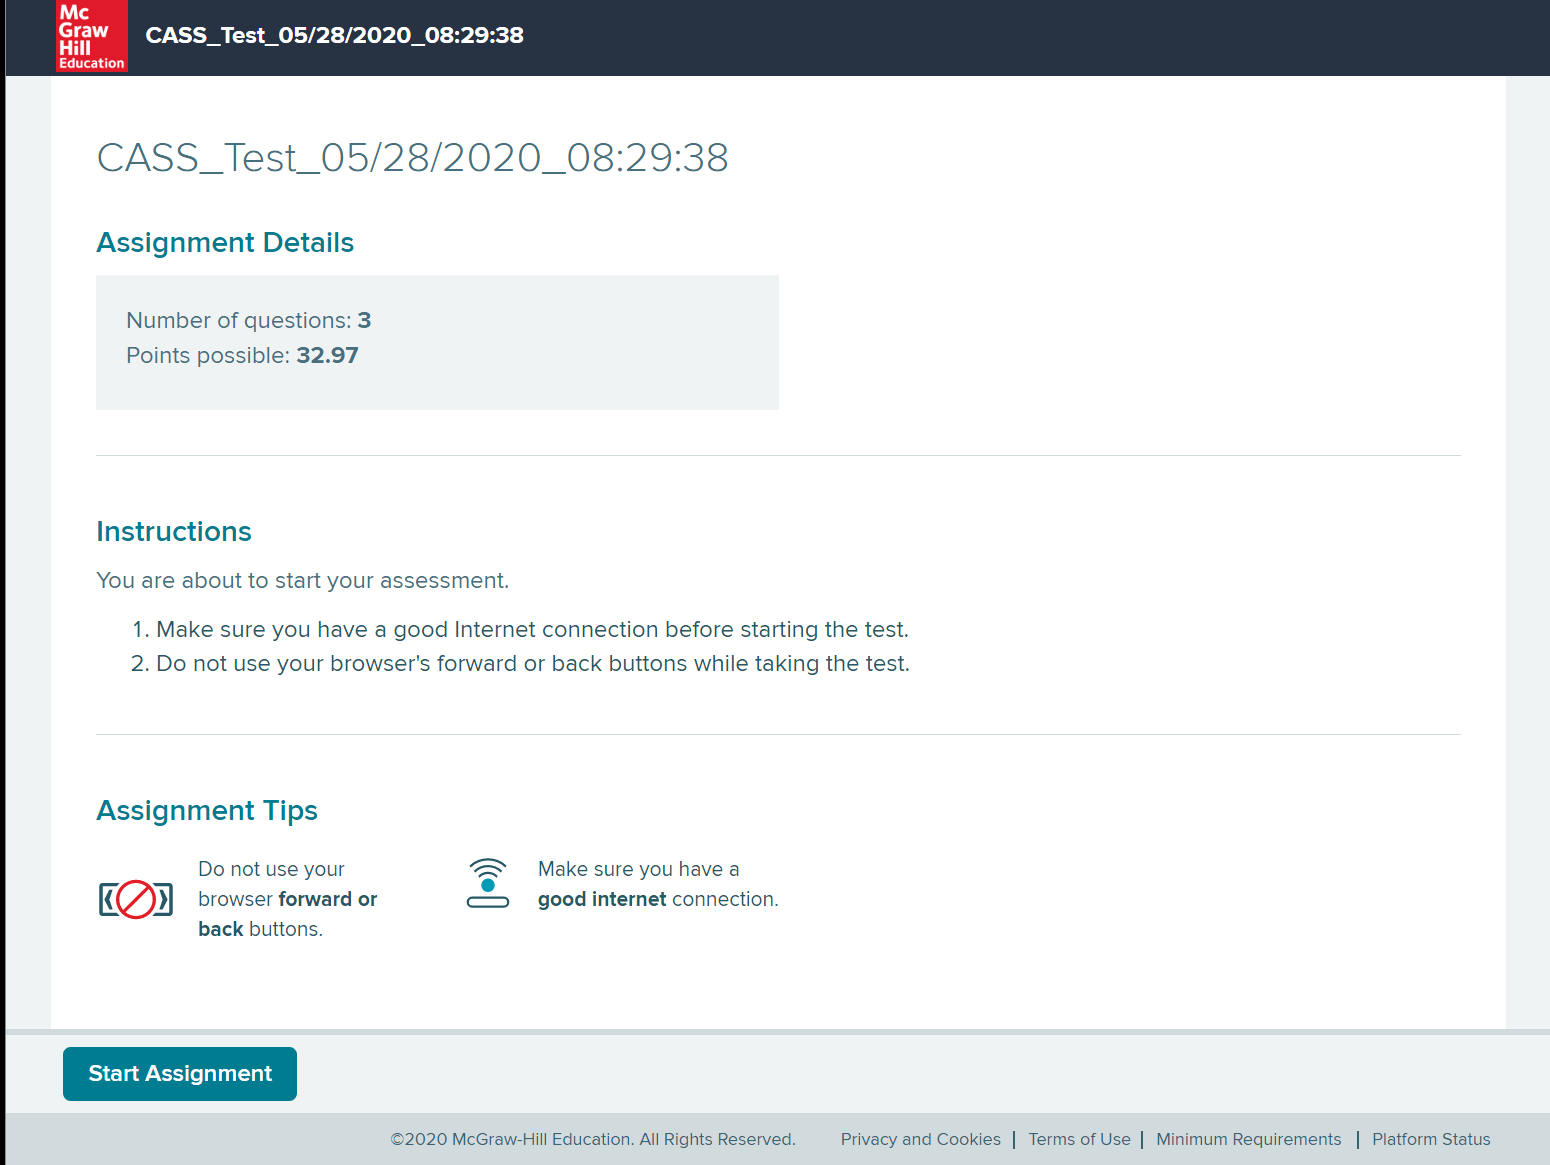 Mc
Graw
Hill
Education
CASS_Test_05/28/2020_08:29:38
CASS_Test_05/28/2020_08:29:38
Assignment Details
Number of questions: 3
Points possible: 32.97
Instructions
You are about to start your assessment.
1. Make sure you have a good Internet connection before starting the test.
2. Do not use your browser's forward or back buttons while taking the test.
Assignment Tips
Do not use your
browser forward or
back buttons.
Make sure you have a
good internet connection.
Start Assignment
©2020 McGraw-Hill Education. All Rights Reserved. Privacy and Cookies | Terms of Use | Minimum Requirements | Platform Status